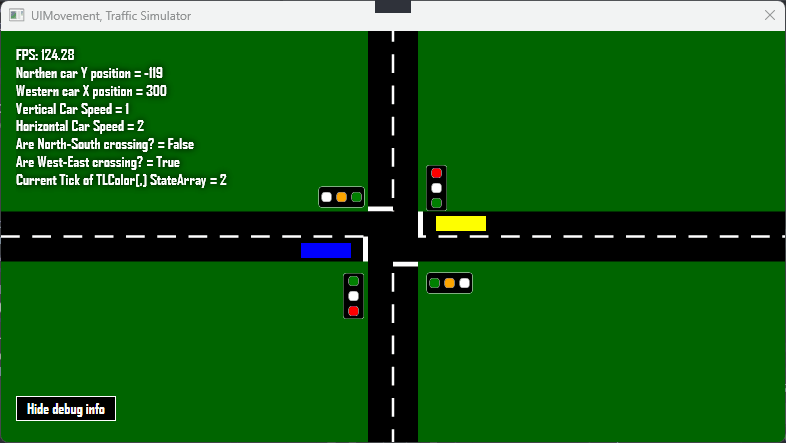 UIMovement, Traffic Simulator
FPS: 124.28
Northen car Y position = -119
Western car X position = 300
Vertical Car Speed = 1
Horizontal Car Speed = 2
Are North-South crossing? = False
Are West-East crossing? = True
Current Tick of TLColor(,) StateArray = 2
Hide debug info